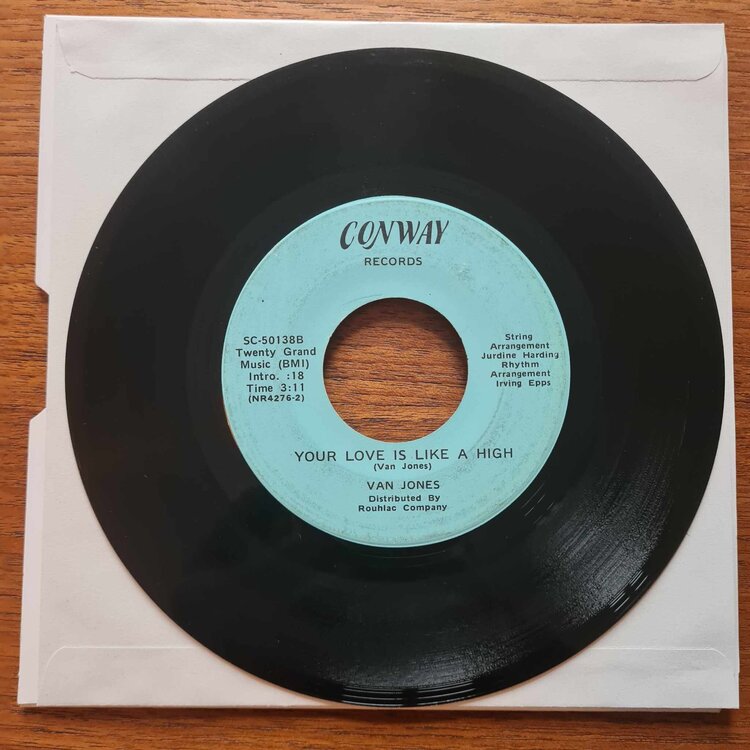 CONWAY
RECORDS
SC-50138B
Twenty Grand
Music (BMI)
Intro. :18
Time 3:11
(NR4276-2)
String
Arrangement
Jurdine Harding
Rhythm
Arrangement
Irving Epps
YOUR LOVE IS LIKE A HIGH
(Van Jones)
VAN JONES
Distributed By
Rouhlac Company